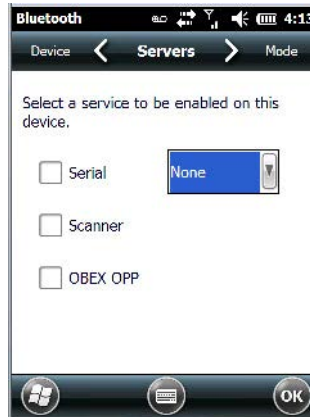 Bluetooth 4:13
Device Servers Mode
Select a service to be enabled on this
device.
Serial None
Scanner
OBEX OPP
OK